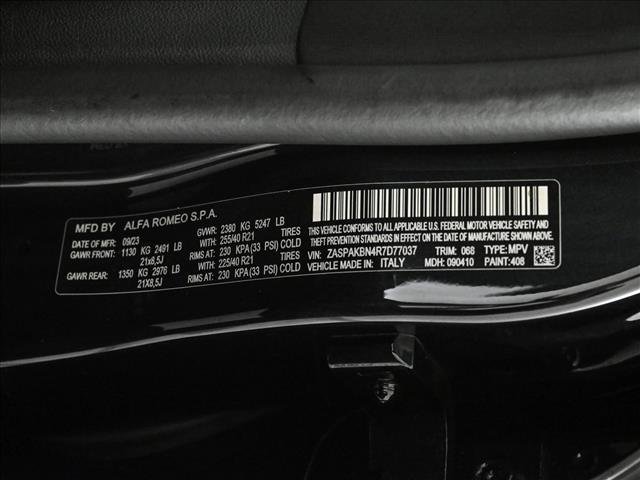 MFD BY ALFA ROMEO S.P.A.
DATE OF MFR: 09/23 GVWR: 2380 KG 5247 LB
GAWR FRONT: 1130 KG 2491 LB WITH: 255/40 R21 TIRES
21x8,5J RIMS AT: 230 KPA(33 PSI) COLD
GAWR REAR: 1350 KG 2976 LB WITH: 225/40 R21 TIRES
21X8,5J RIMS AT: 230 KPA(33 PSI) COLD
THIS VEHICLE CONFORMS TO ALL APPLICABLE U.S. FEDERAL MOTOR VEHICLE SAFETY,
BUMPER, AND THEFT PREVENTION STANDARDS IN EFFECT ON THE DATE OF MANUFACTURE SHOWN ABOVE.
VIN: ZASPAKBN4R7D77037 TRIM: 068 TYPE: MPV
VEHICLE MADE IN: ITALY MDH: 090410 PAINT: 408